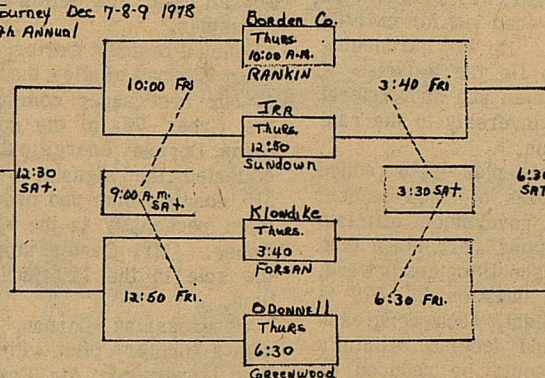 Tourney Dec 7-8-9 1978
th Annual
Borden Co.
Thurs
10:00 A.M.
RANKIN
10:00 FRI
3:40 FRI
IRA
Thurs
12:50
Sundown
12:30
SAT.
9:00 A.M.
SAT.
3:30 SAT.
6:30
SAT
Klondike
Thurs.
3:40
FORSAN
12:50 FRI.
6:30 FRI.
ODonnell
Thurs
6:30
GREENWOOD